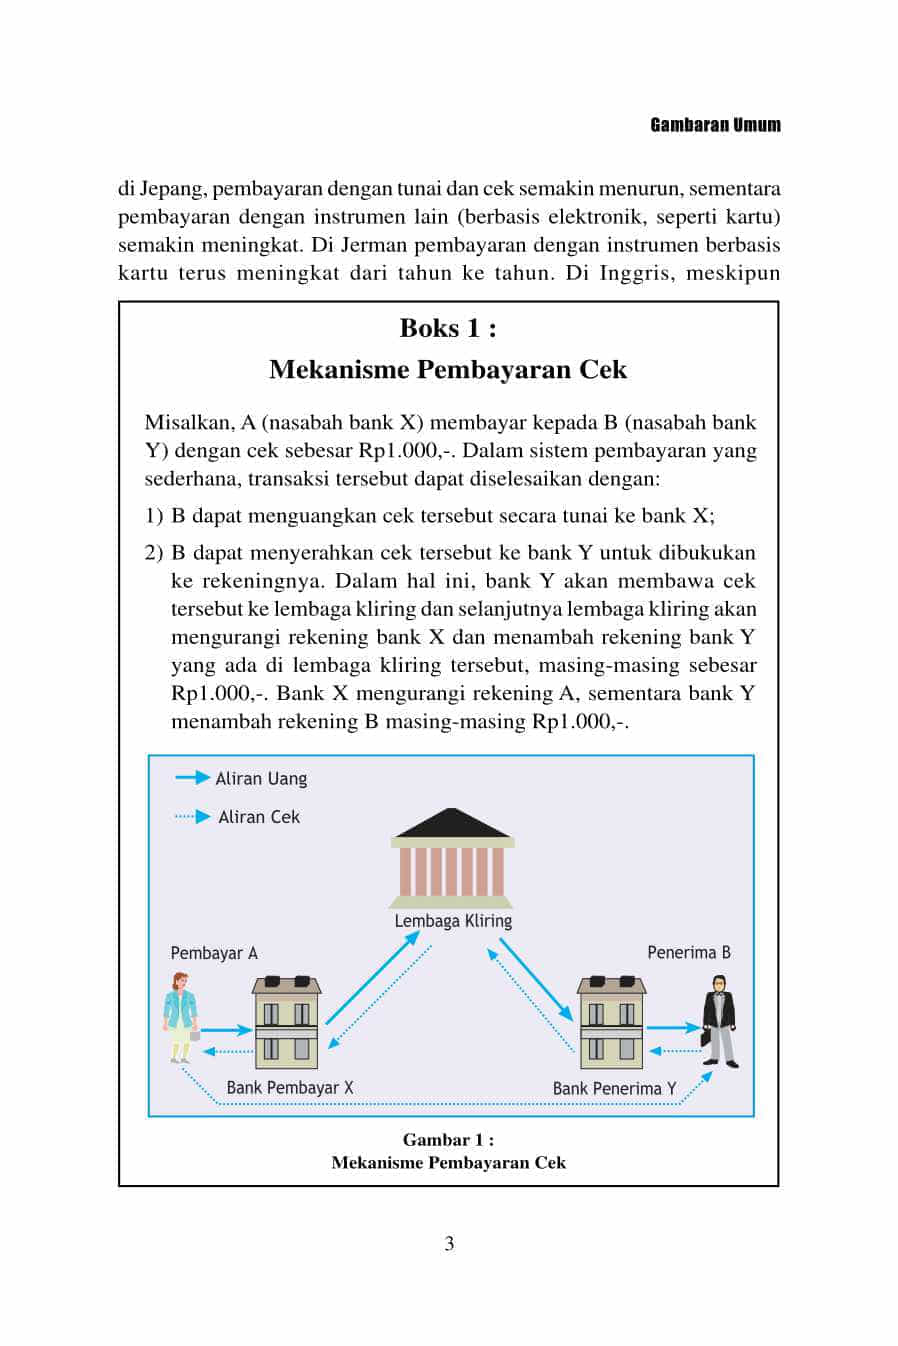 Gambaran Umum
di Jepang, pembayaran dengan tunai dan cek semakin menurun, sementara
pembayaran dengan instrumen lain (berbasis elektronik, seperti kartu)
semakin meningkat. Di Jerman pembayaran dengan instrumen berbasis
kartu terus meningkat dari tahun ke tahun. Di Inggris, meskipun
Boks 1 :
Mekanisme Pembayaran Cek
Misalkan, A (nasabah bank X) membayar kepada B (nasabah bank
Y) dengan cek sebesar Rp1.000,-. Dalam sistem pembayaran yang
sederhana, transaksi tersebut dapat diselesaikan dengan:
1) B dapat menguangkan cek tersebut secara tunai ke bank X;
2) B dapat menyerahkan cek tersebut ke bank Y untuk dibukukan
ke rekeningnya. Dalam hal ini, bank Y akan membawa cek
tersebut ke lembaga kliring dan selanjutnya lembaga kliring akan
mengurangi rekening bank X dan menambah rekening bank Y
yang ada di lembaga kliring tersebut, masing-masing sebesar
Rp1.000,-. Bank X mengurangi rekening A, sementara bank Y
menambah rekening B masing-masing Rp1.000,-.
Aliran Uang
Aliran Cek
Lembaga Kliring
Pembayar A
Penerima B
Bank Pembayar X
Bank Penerima Y
Gambar 1 :
Mekanisme Pembayaran Cek
3